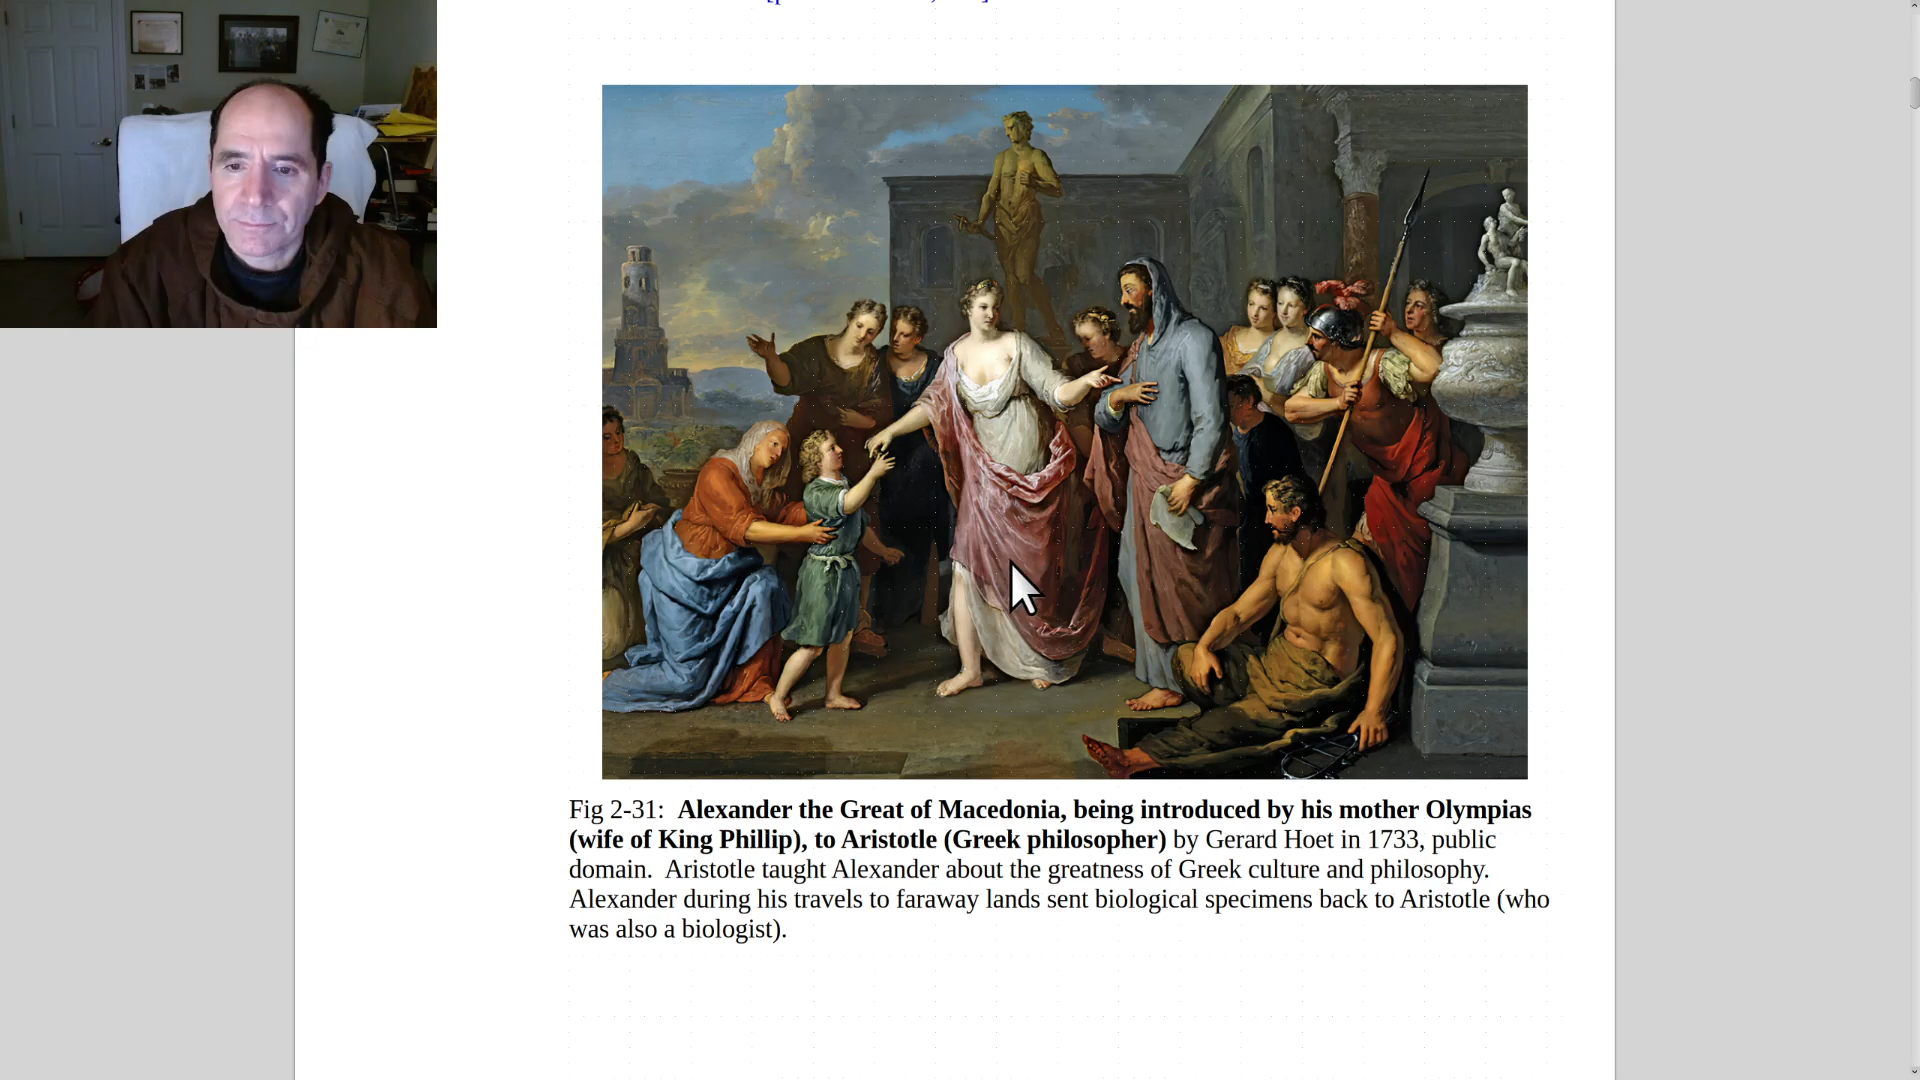 Fig 2-31:  Alexander the Great of Macedonia, being introduced by his mother Olympias
(wife of King Phillip), to Aristotle (Greek philosopher) by Gerard Hoet in 1733, public
domain.  Aristotle taught Alexander about the greatness of Greek culture and philosophy.
Alexander during his travels to faraway lands sent biological specimens back to Aristotle (who
was also a biologist).